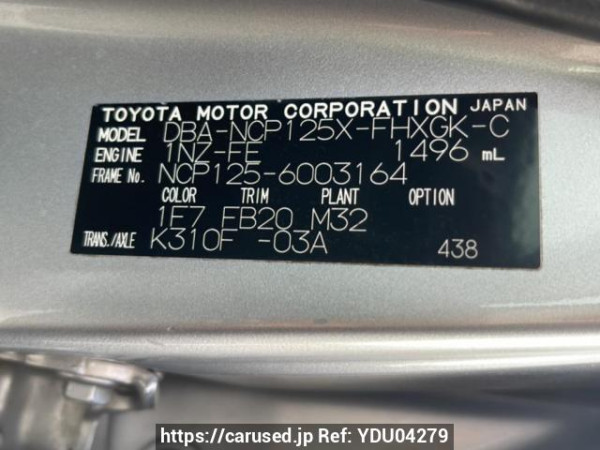 TOYOTA MOTOR CORPORATION JAPAN
MODEL DBA-NCP125X-FHXGK-C
ENGINE 1NZ-FE 1496 mL
FRAME No. NCP125-6003164
COLOR TRIM PLANT OPTION
1E7 FB20 M32
TRANS./AXLE K310F -03A 438
https://carused.jp Ref: YDU04279